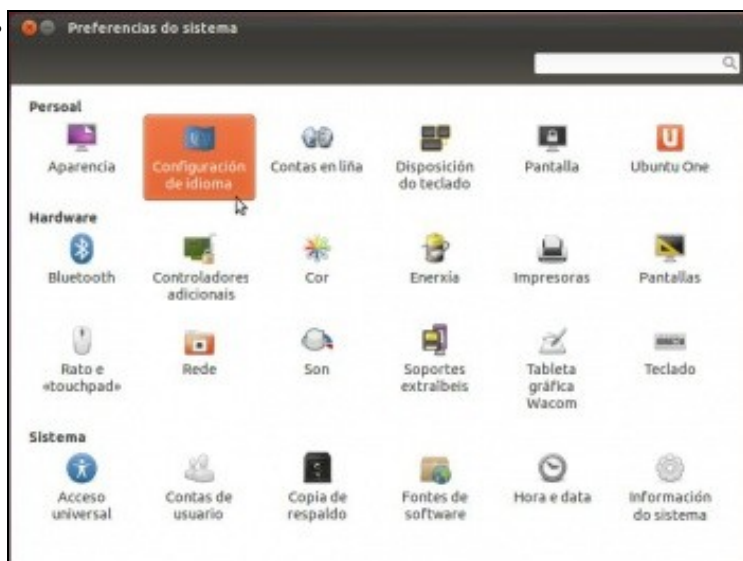 Preferencias do sistema
Persoal
Aparencia
Configuración
de idioma
Contas en liña
Disposición
do teclado
Pantalla
Ubuntu One
Hardware
Bluetooth
Controladores
adicionais
Cor
Enerxía
Impresoras
Pantallas
Rato e
«touchpad»
Rede
Son
Soportes
extraíbeis
Tableta
gráfica
Wacom
Teclado
Sistema
Acceso
universal
Contas de
usuario
Copia de
respaldo
Fontes de
software
Hora e data
Información
do sistema